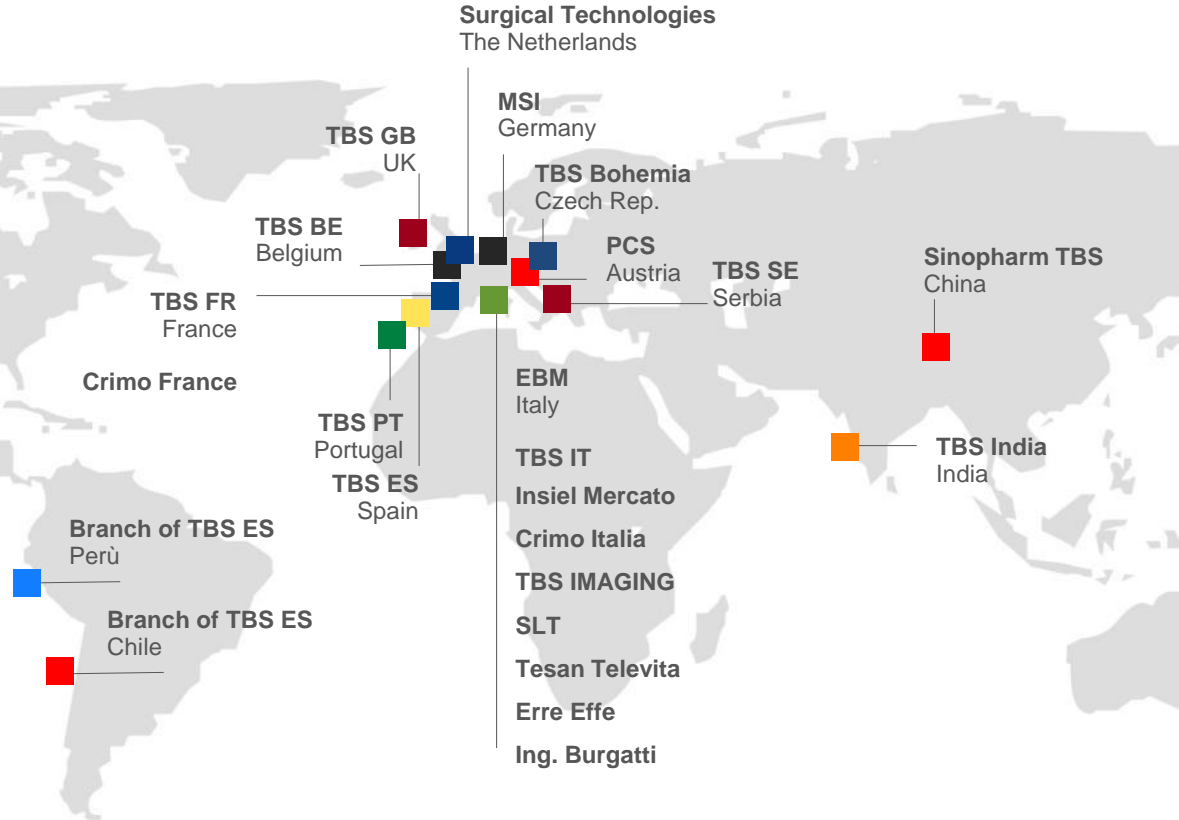 Surgical Technologies
The Netherlands
MSI
Germany
TBS GB
UK
TBS Bohemia
Czech Rep.
TBS BE
Belgium
PCS
Austria
TBS SE
Serbia
Sinopharm TBS
China
TBS FR
France
Crimo France
EBM
Italy
TBS PT
Portugal
TBS ES
Spain
TBS India
India
TBS IT
Insiel Mercato
Crimo Italia
TBS IMAGING
SLT
Tesan Televita
Erre Effe
Ing. Burgatti
Branch of TBS ES
Perù
Branch of TBS ES
Chile